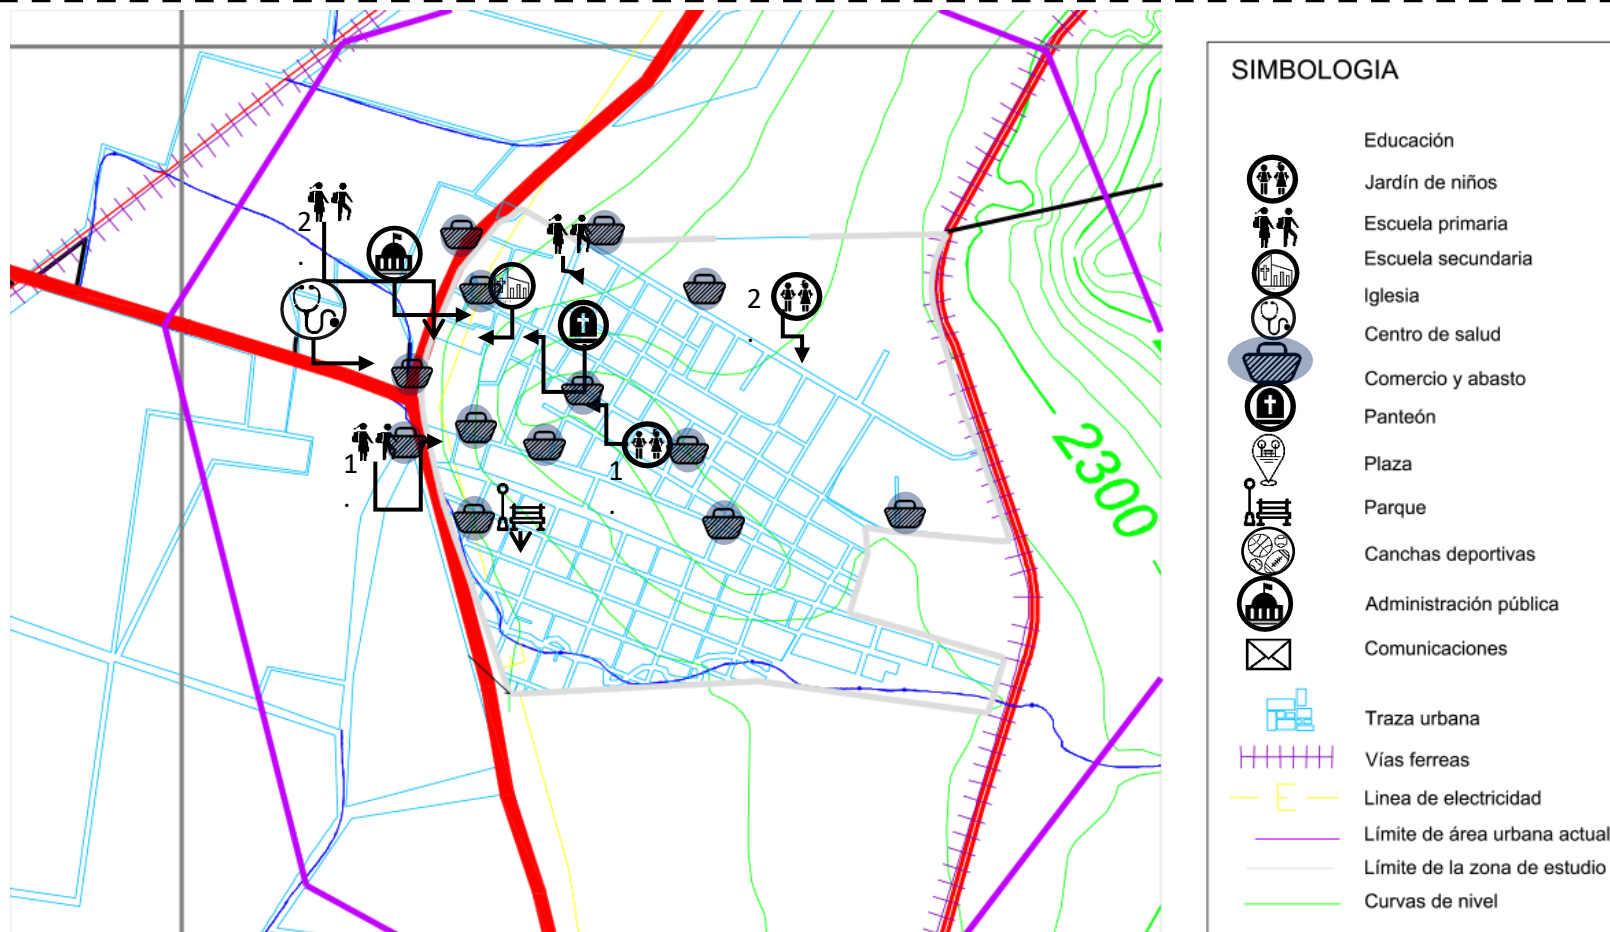 SIMBOLOGIA
Educación
Jardín de niños
Escuela primaria
Escuela secundaria
Iglesia
Centro de salud
Comercio y abasto
Panteón
Plaza
Parque
Canchas deportivas
Administración pública
Comunicaciones
Traza urbana
Vías ferreas
E
Linea de electricidad
Límite de área urbana actual
Límite de la zona de estudio
Curvas de nivel
2
.
2
.
1
.
1
.
2300